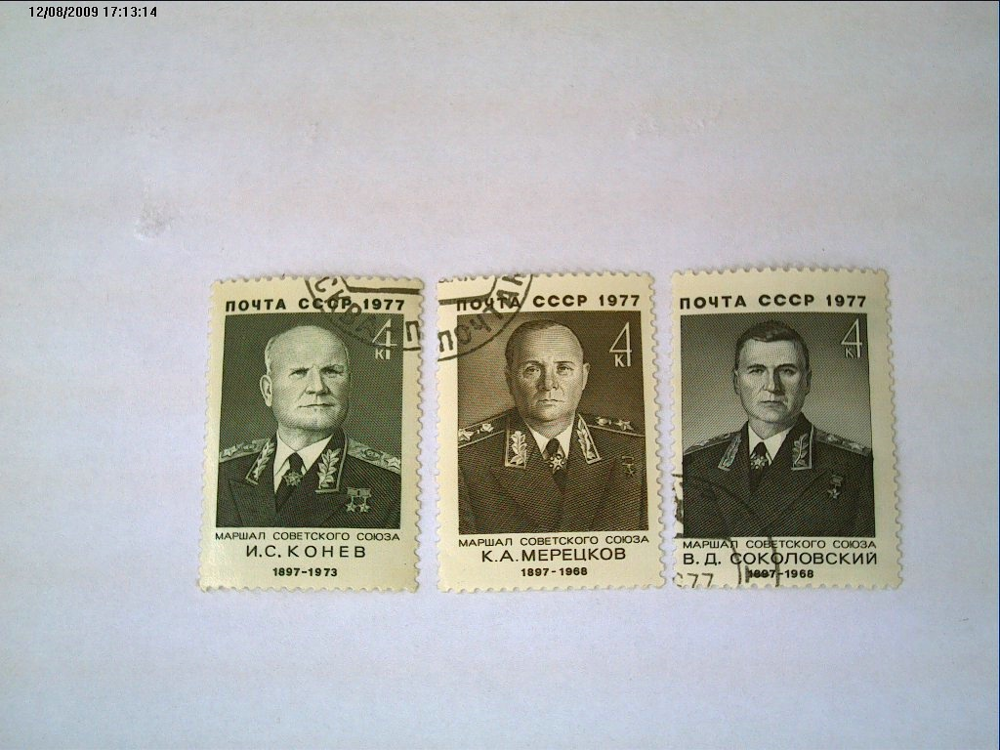 12/08/2009 17:13:14
ПОЧТА СССР 1977
4
к
МАРШАЛ СОВЕТСКОГО СОЮЗА
И.С. КОНЕВ
1897-1973
ПОЧТА СССР 1977
4
к
МАРШАЛ СОВЕТСКОГО СОЮЗА
К.А. МЕРЕЦКОВ
1897-1968
ПОЧТА СССР 1977
4
к
МАРШАЛ СОВЕТСКОГО СОЮЗА
В.Д. СОКОЛОВСКИЙ
1897-1968